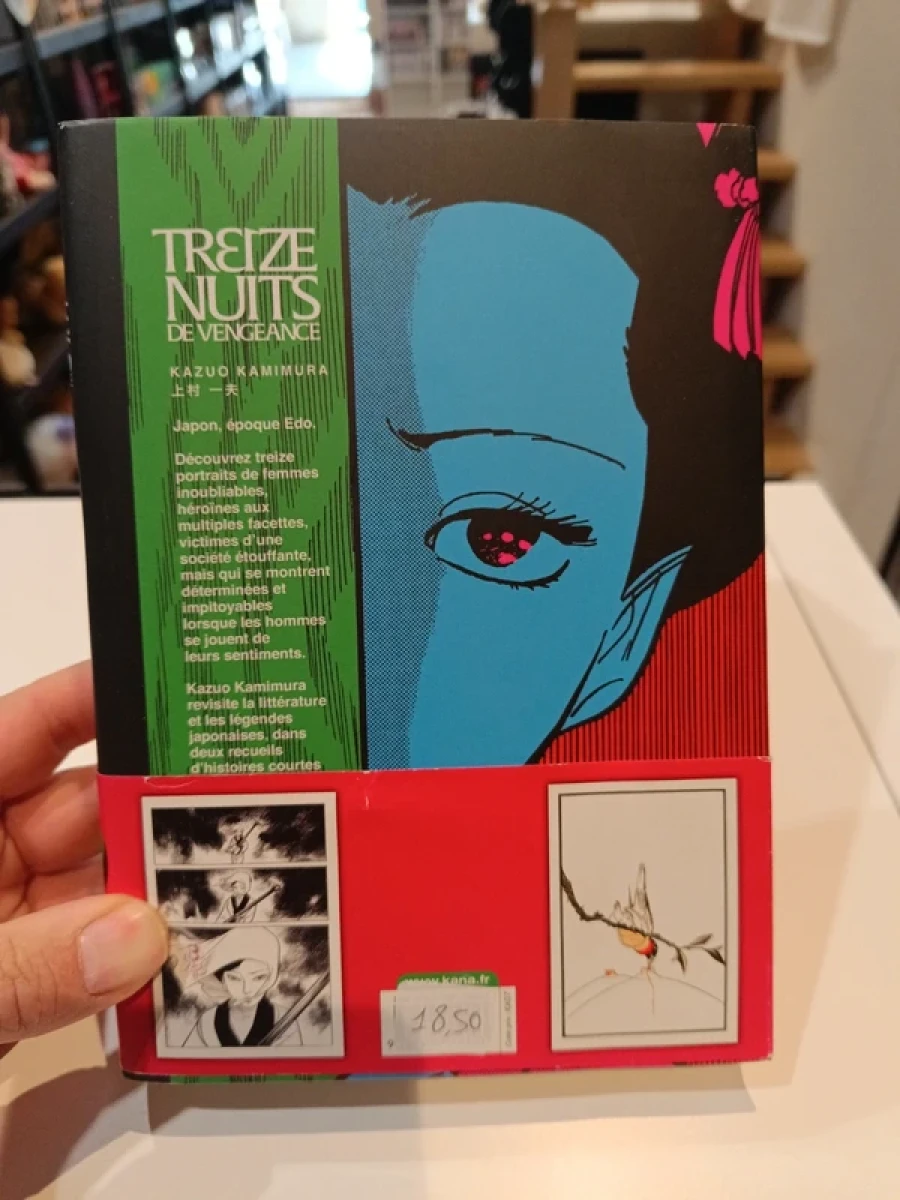 TREIZE
NUITS
DE VENGEANCE
KAZUO KAMIMURA
上村 一夫
Japon, époque Edo.
Découvrez treize
portraits de femmes
inoubliables,
héroïnes aux
multiples facettes,
victimes d'une
société étouffante,
mais qui se montrent
déterminées et
impitoyables
lorsque les hommes
se jouent de
leurs sentiments.
Kazuo Kamimura
revisite la littérature
et les légendes
japonaises, dans
deux recueils
d'histoires courtes
www.kana.fr
18,50
9